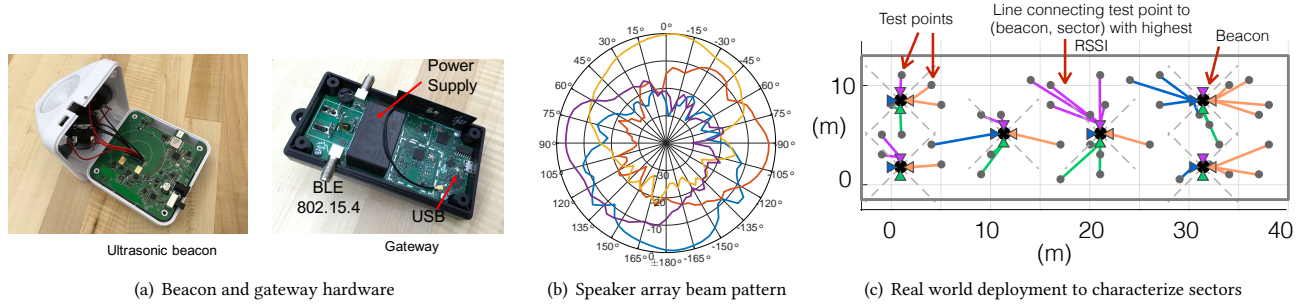 Power
Supply
BLE
802.15.4
USB
Ultrasonic beacon
Gateway
(a) Beacon and gateway hardware
0°
15°
15°
-15°
30°
-30°
45°
-45°
60°
-60°
75°
-75°
90°
-90°
105°
-105°
120°
-120°
135°
-135°
150°
-150°
165°
-165°
±180°
0
-10
-20
-30
(b) Speaker array beam pattern
Line connecting test point to
(beacon, sector) with highest
RSSI
Test points
Beacon
10
(m)
0
0
10
20
30
40
(m)
(c) Real world deployment to characterize sectors